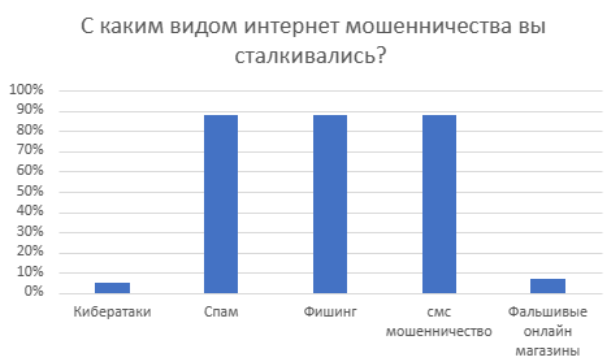 С каким видом интернет мошенничества вы
сталкивались?
100%
90%
80%
70%
60%
50%
40%
30%
20%
10%
0%
Кибератаки
Спам
Фишинг
смс
мошенничество
Фальшивые
онлайн
магазины